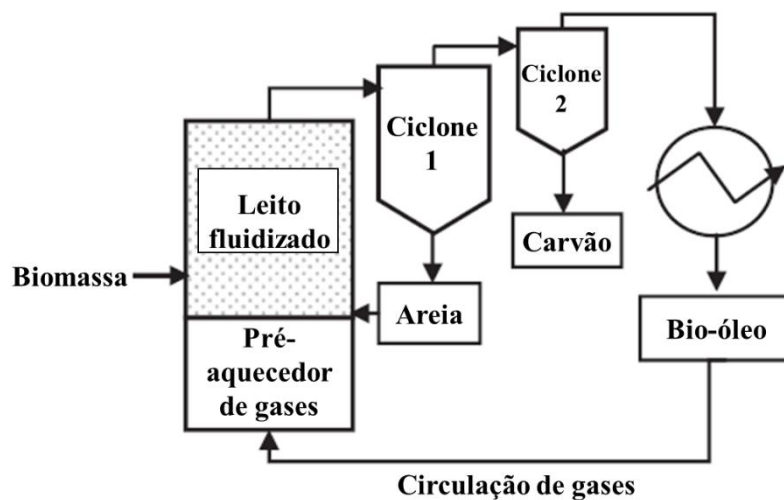 Ciclone
2
Ciclone
1
Leito
fluidizado
Carvão
Biomassa
Areia
Bio-óleo
Pré-
aquecedor
de gases
Circulação de gases